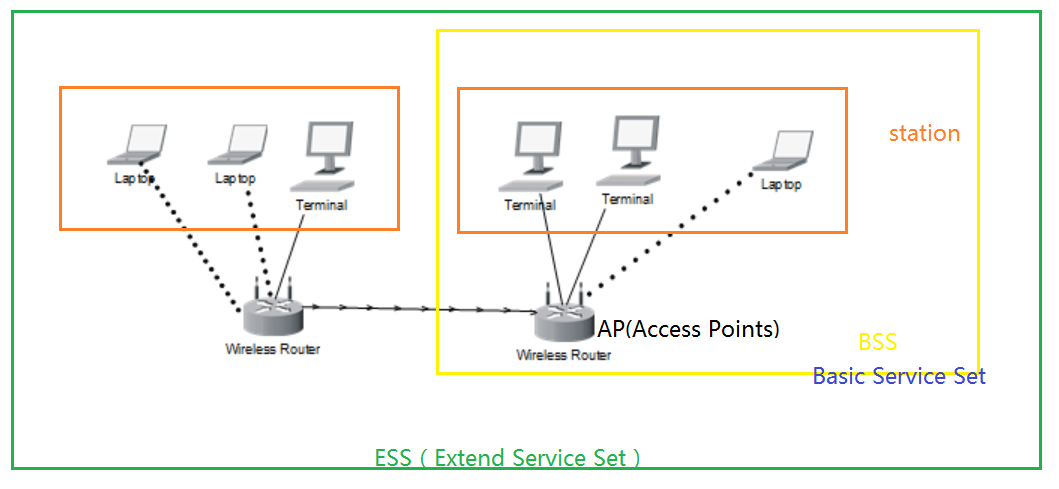 station
Laptop
Laptop
Terminal
Terminal
Terminal
Laptop
Wireless Router
AP(Access Points)
Wireless Router
BSS
Basic Service Set
ESS ( Extend Service Set )